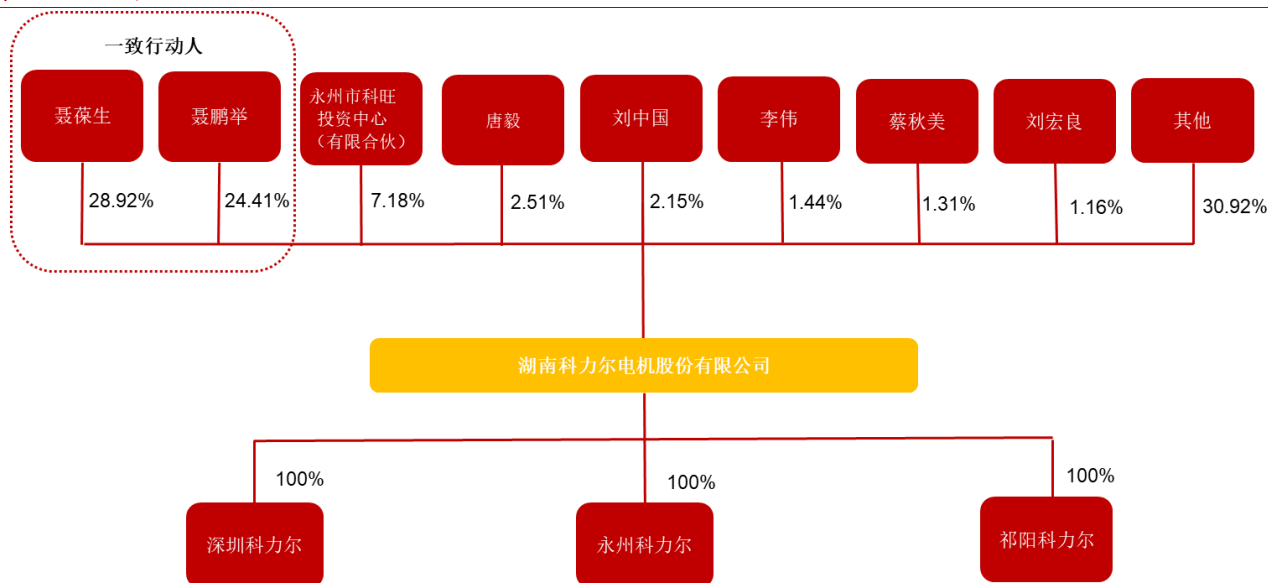 一致行动人
聂葆生
聂鹏举
永州市科旺
投资中心
（有限合伙）
唐毅
刘中国
李伟
蔡秋美
刘宏良
其他
28.92%
24.41%
7.18%
2.51%
2.15%
1.44%
1.31%
1.16%
30.92%
湖南科力尔电机股份有限公司
100%
100%
100%
深圳科力尔
永州科力尔
祁阳科力尔